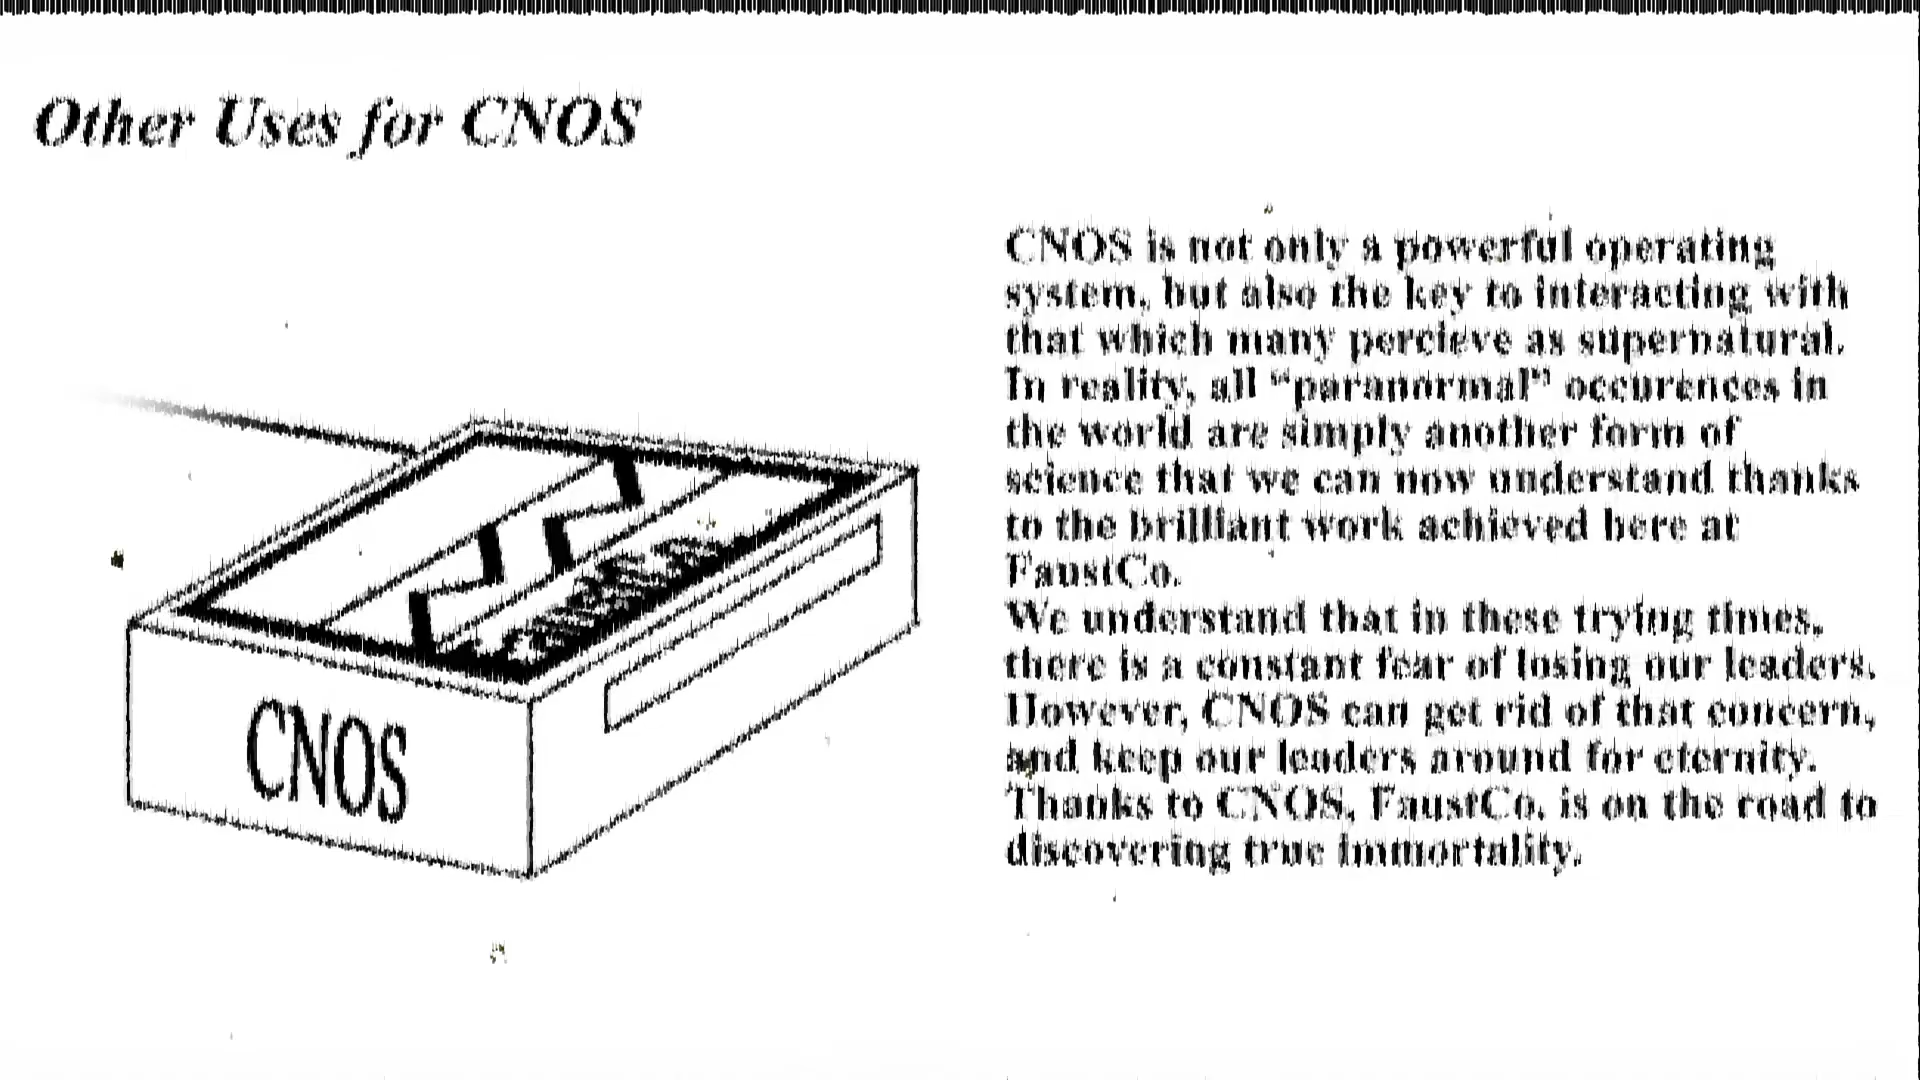 Other Uses for CNOS
CNOS is not only a powerful operating
system, but also the key to interacting with
that which many percieve as supernatural.
In reality, all “paranormal” occurences in
the world are simply another form of
science that we can now understand thanks
to the brilliant work achieved here at
FaustCo.
We understand that in these trying times,
there is a constant fear of losing our leaders.
However, CNOS can get rid of that concern,
and keep our leaders around for eternity.
Thanks to CNOS, FaustCo. is on the road to
discovering true immortality.
CNOS